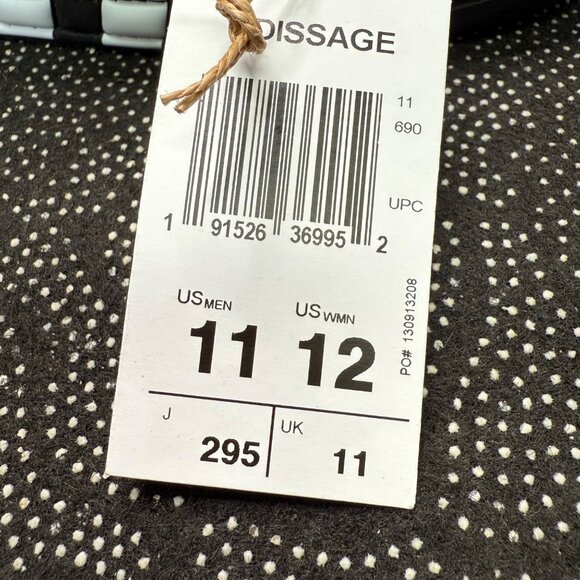 DISSAGE
11
690
UPC
1 91526 36995 2
US MEN US WMN
11 12
PO# 130913208
J 295 UK 11